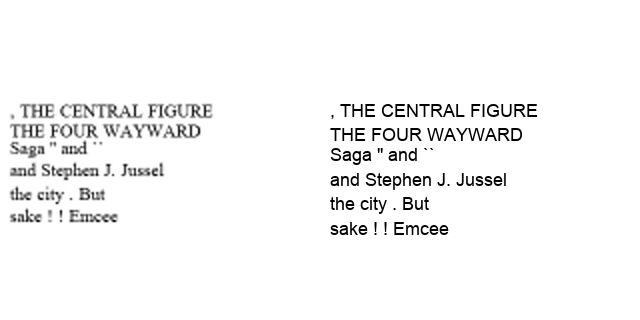 , THE CENTRAL FIGURE
THE FOUR WAYWARD
Saga " and ``
and Stephen J. Jussel
the city . But
sake ! ! Emcee
, THE CENTRAL FIGURE
THE FOUR WAYWARD
Saga " and ``
and Stephen J. Jussel
the city . But
sake ! ! Emcee